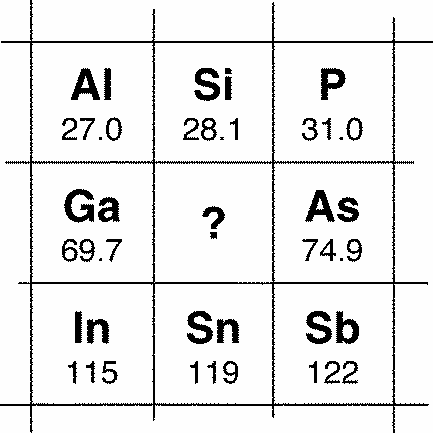 Al Si P
27.0 28.1 31.0
Ga ? As
69.7 74.9
In Sn Sb
115 119 122